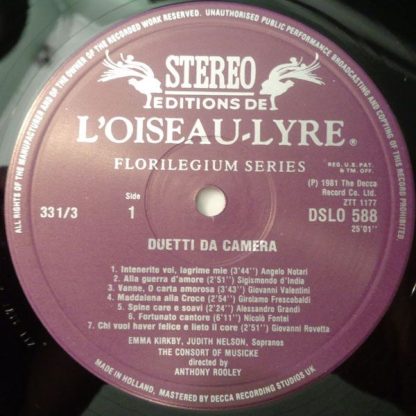 ALL RIGHTS OF THE MANUFACTURER AND OF THE OWNER OF THE RECORDED WORK RESERVED. UNAUTHORISED PUBLIC PERFORMANCE BROADCASTING AND COPYING OF THIS RECORD PROHIBITED
STEREO
EDITIONS DE
L'OISEAU-LYRE®
FLORILEGIUM SERIES
REG. U.S. PAT.
& TM. OFF.
(P) 1981 The Decca
Record Co. Ltd.
ZTT 1177
33 1/3
Side
1
DSLO 588
25'01''
DUETTI DA CAMERA
1. Intenerite voi, lagrime mie (3'44'') Angelo Notari
2. Alla guerra d'amore (2'51'') Sigismondo d'India
3. Vanne, O carta amorosa (3'43'') Giovanni Valentini
4. Maddalena alla Croce (2'54'') Girolamo Frescobaldi
5. Spine care e soavi (2'24'') Alessandro Grandi
6. Fortunato cantore (6'11'') Nicolò Fontei
7. Chi vuol haver felice e lieto il core (2'51'') Giovanni Rovetta
EMMA KIRKBY, JUDITH NELSON, Sopranos
THE CONSORT OF MUSICKE
directed by
ANTHONY ROOLEY
MADE IN HOLLAND. MASTERED BY DECCA RECORDING STUDIOS UK